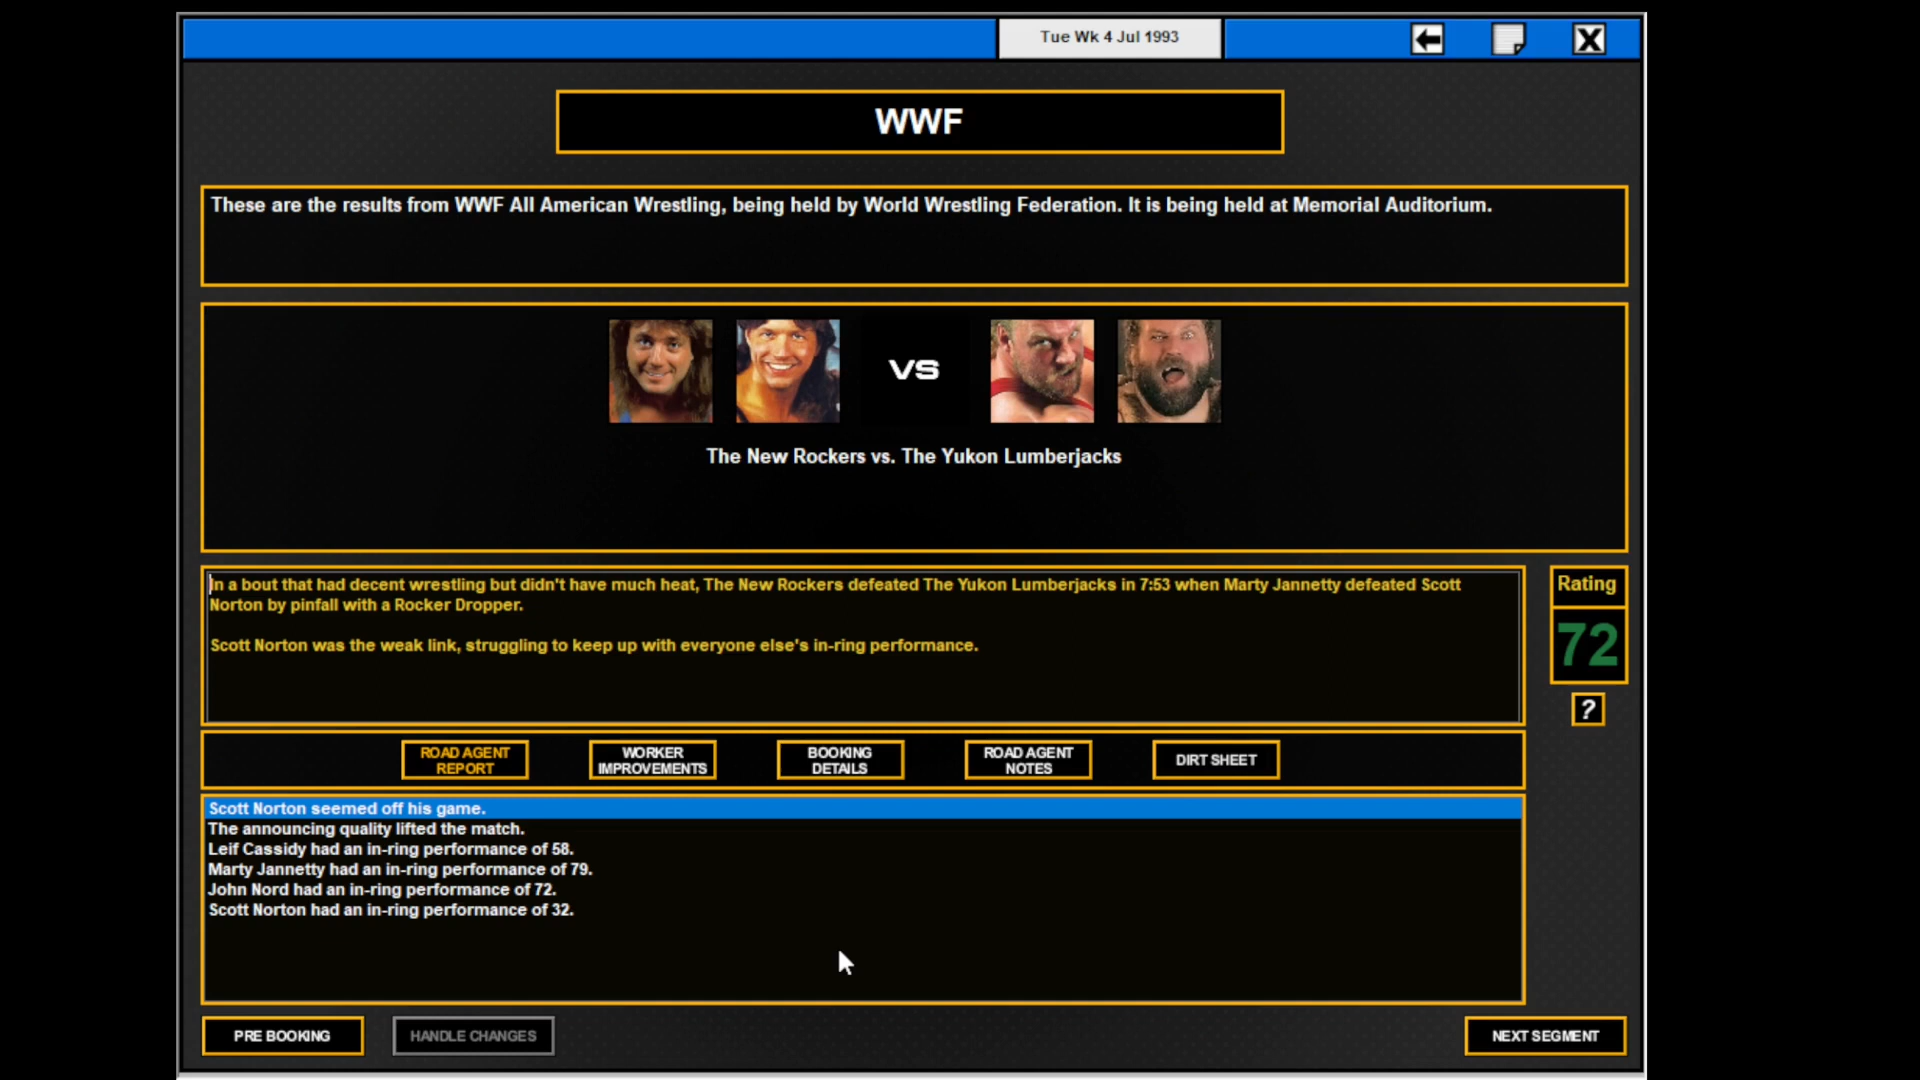 Tue Wk 4 Jul 1993
WWF
These are the results from WWF All American Wrestling, being held by World Wrestling Federation. It is being held at Memorial Auditorium.
VS
The New Rockers vs. The Yukon Lumberjacks
In a bout that had decent wrestling but didn't have much heat, The New Rockers defeated The Yukon Lumberjacks in 7:53 when Marty Jannetty defeated Scott
Norton by pinfall with a Rocker Dropper.
Scott Norton was the weak link, struggling to keep up with everyone else's in-ring performance.
Rating
72
?
ROAD AGENT
REPORT
WORKER
IMPROVEMENTS
BOOKING
DETAILS
ROAD AGENT
NOTES
DIRT SHEET
Scott Norton seemed off his game.
The announcing quality lifted the match.
Leif Cassidy had an in-ring performance of 58.
Marty Jannetty had an in-ring performance of 79.
John Nord had an in-ring performance of 72.
Scott Norton had an in-ring performance of 32.
PRE BOOKING
HANDLE CHANGES
NEXT SEGMENT